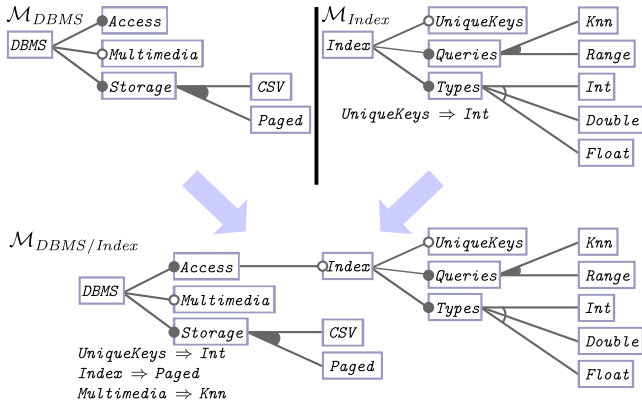 M_DBMS
DBMS
Access
Multimedia
Storage
CSV
Paged
M_Index
Index
UniqueKeys
Queries
Types
Knn
Range
Int
Double
Float
UniqueKeys ⇒ Int
M_DBMS/Index
DBMS
Access
Multimedia
Storage
Index
CSV
Paged
UniqueKeys
Queries
Types
Knn
Range
Int
Double
Float
UniqueKeys ⇒ Int
Index ⇒ Paged
Multimedia ⇒ Knn